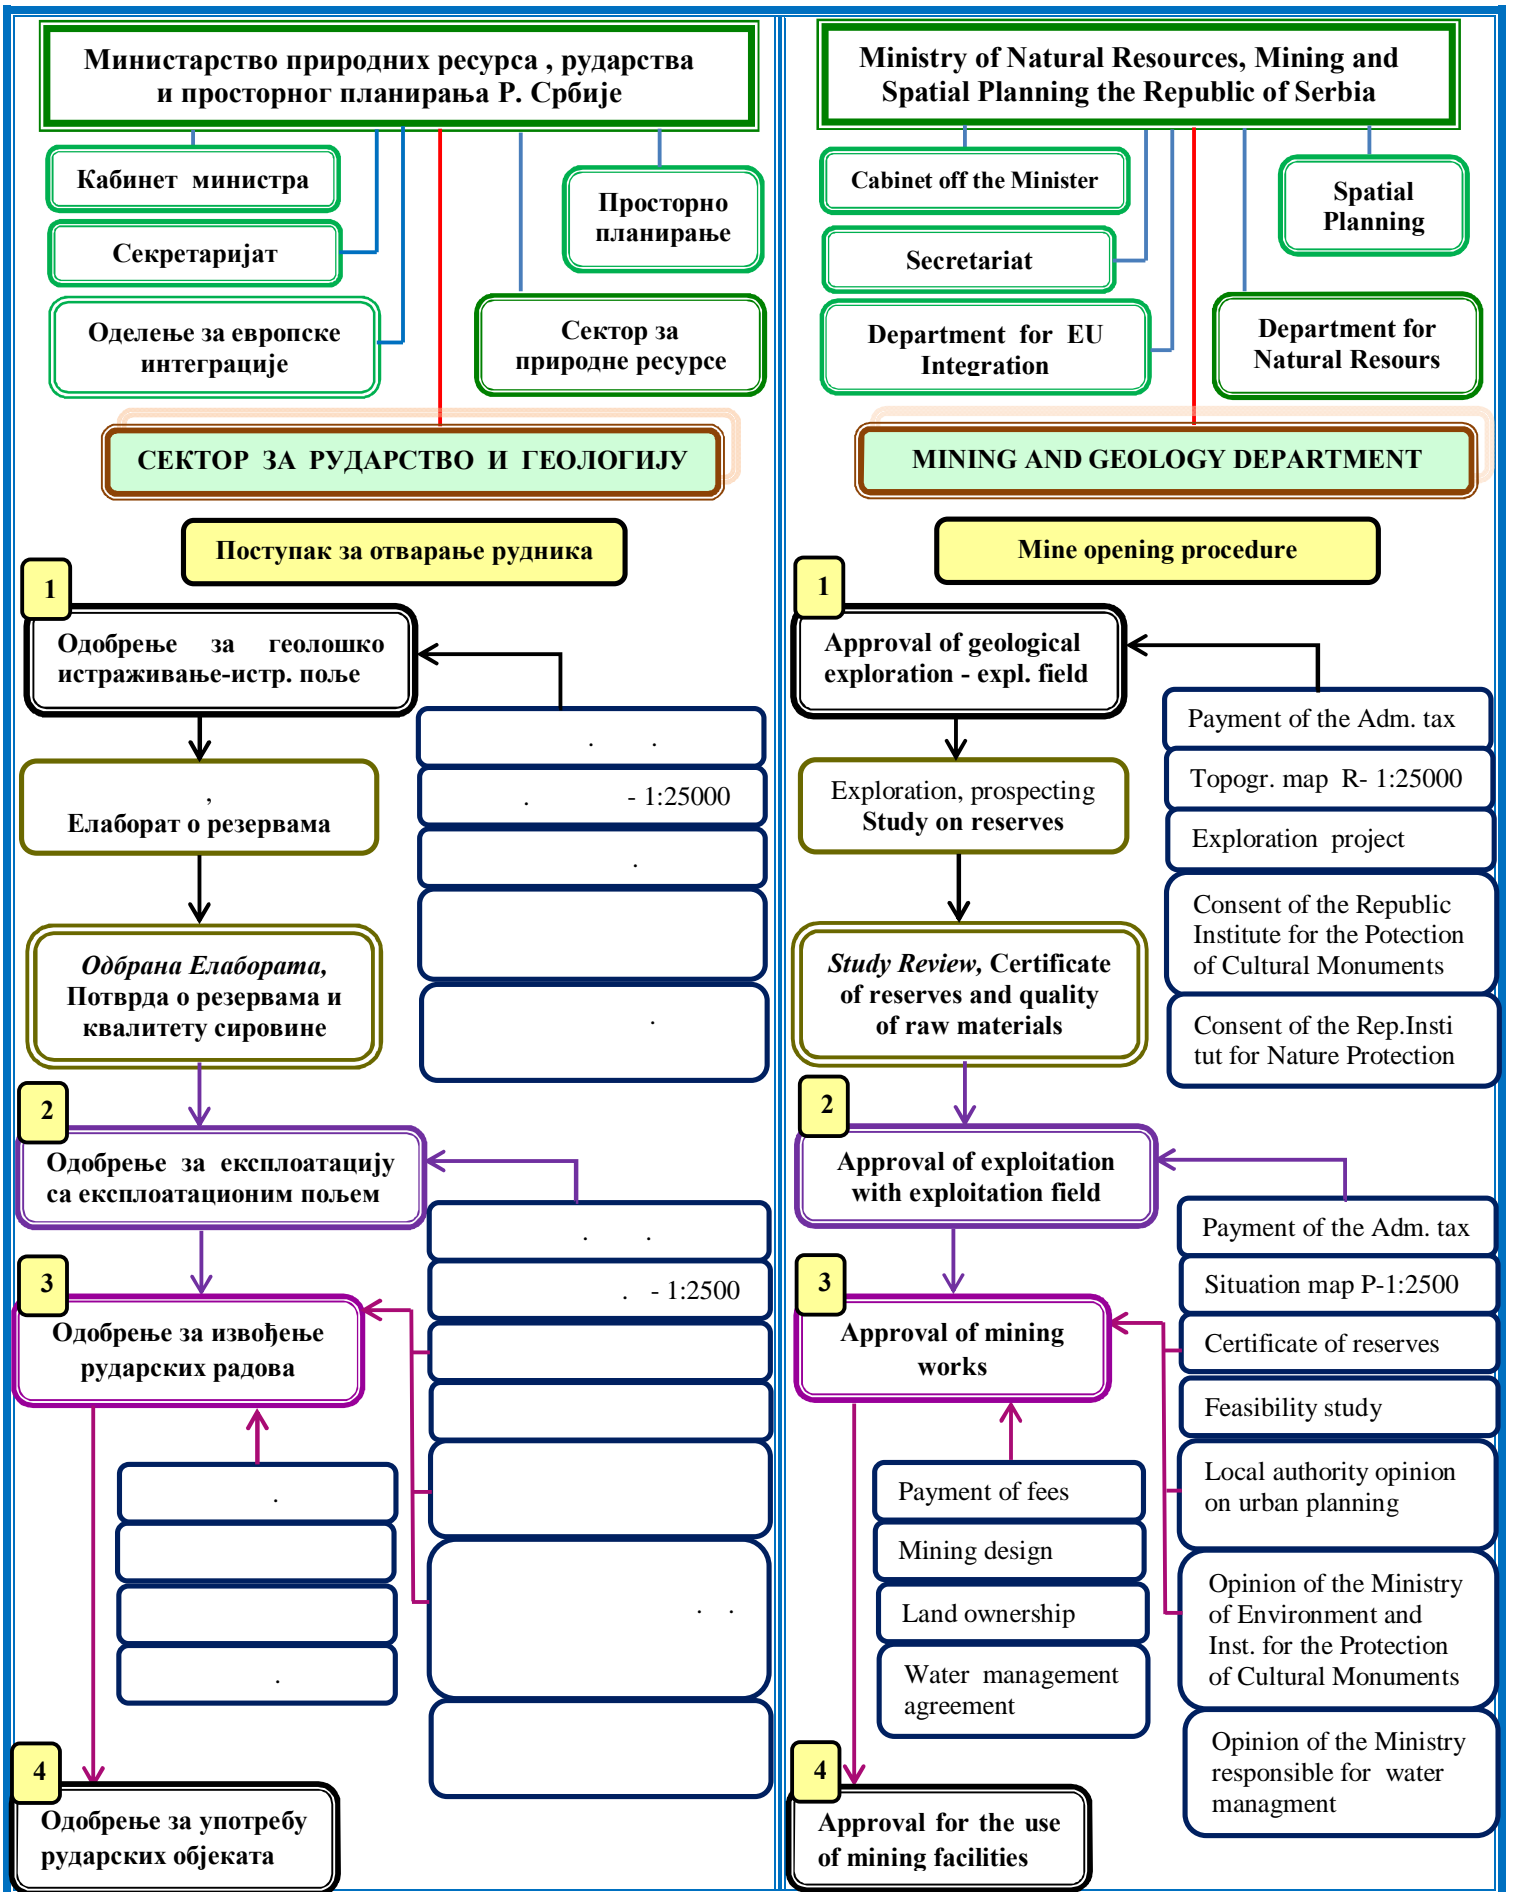 Министарство природних ресурса , рударства
и просторног планирања Р. Србије
Кабинет министра
Секретаријат
Просторно
планирање
Оделење за европске
интеграције
Сектор за
природне ресурсе
СЕКТОР ЗА РУДАРСТВО И ГЕОЛОГИЈУ
Поступак за отварање рудника
1
Одобрење за геолошко
истраживање-истр. поље
. .
. - 1:25000
.
.
,
Елаборат о резервама
Одбрана Елабората,
Потврда о резервама и
квалитету сировине
2
Одобрење за експлоатацију
са експлоатационим пољем
. .
. - 1:2500
. .
3
Одобрење за извођење
рударских радова
.
.
4
Одобрење за употребу
рударских објеката
Ministry of Natural Resources, Mining and
Spatial Planning the Republic of Serbia
Cabinet off the Minister
Secretariat
Spatial
Planning
Department for EU
Integration
Department for
Natural Resours
MINING AND GEOLOGY DEPARTMENT
Mine opening procedure
1
Approval of geological
exploration - expl. field
Payment of the Adm. tax
Topogr. map R- 1:25000
Exploration project
Consent of the Republic
Institute for the Potection
of Cultural Monuments
Consent of the Rep.Insti
tut for Nature Protection
Exploration, prospecting
Study on reserves
Study Review, Certificate
of reserves and quality
of raw materials
2
Approval of exploitation
with exploitation field
Payment of the Adm. tax
Situation map P-1:2500
Certificate of reserves
Feasibility study
Local authority opinion
on urban planning
Opinion of the Ministry
of Environment and
Inst. for the Protection
of Cultural Monuments
Opinion of the Ministry
responsible for water
managment
3
Approval of mining
works
Payment of fees
Mining design
Land ownership
Water management
agreement
4
Approval for the use
of mining facilities